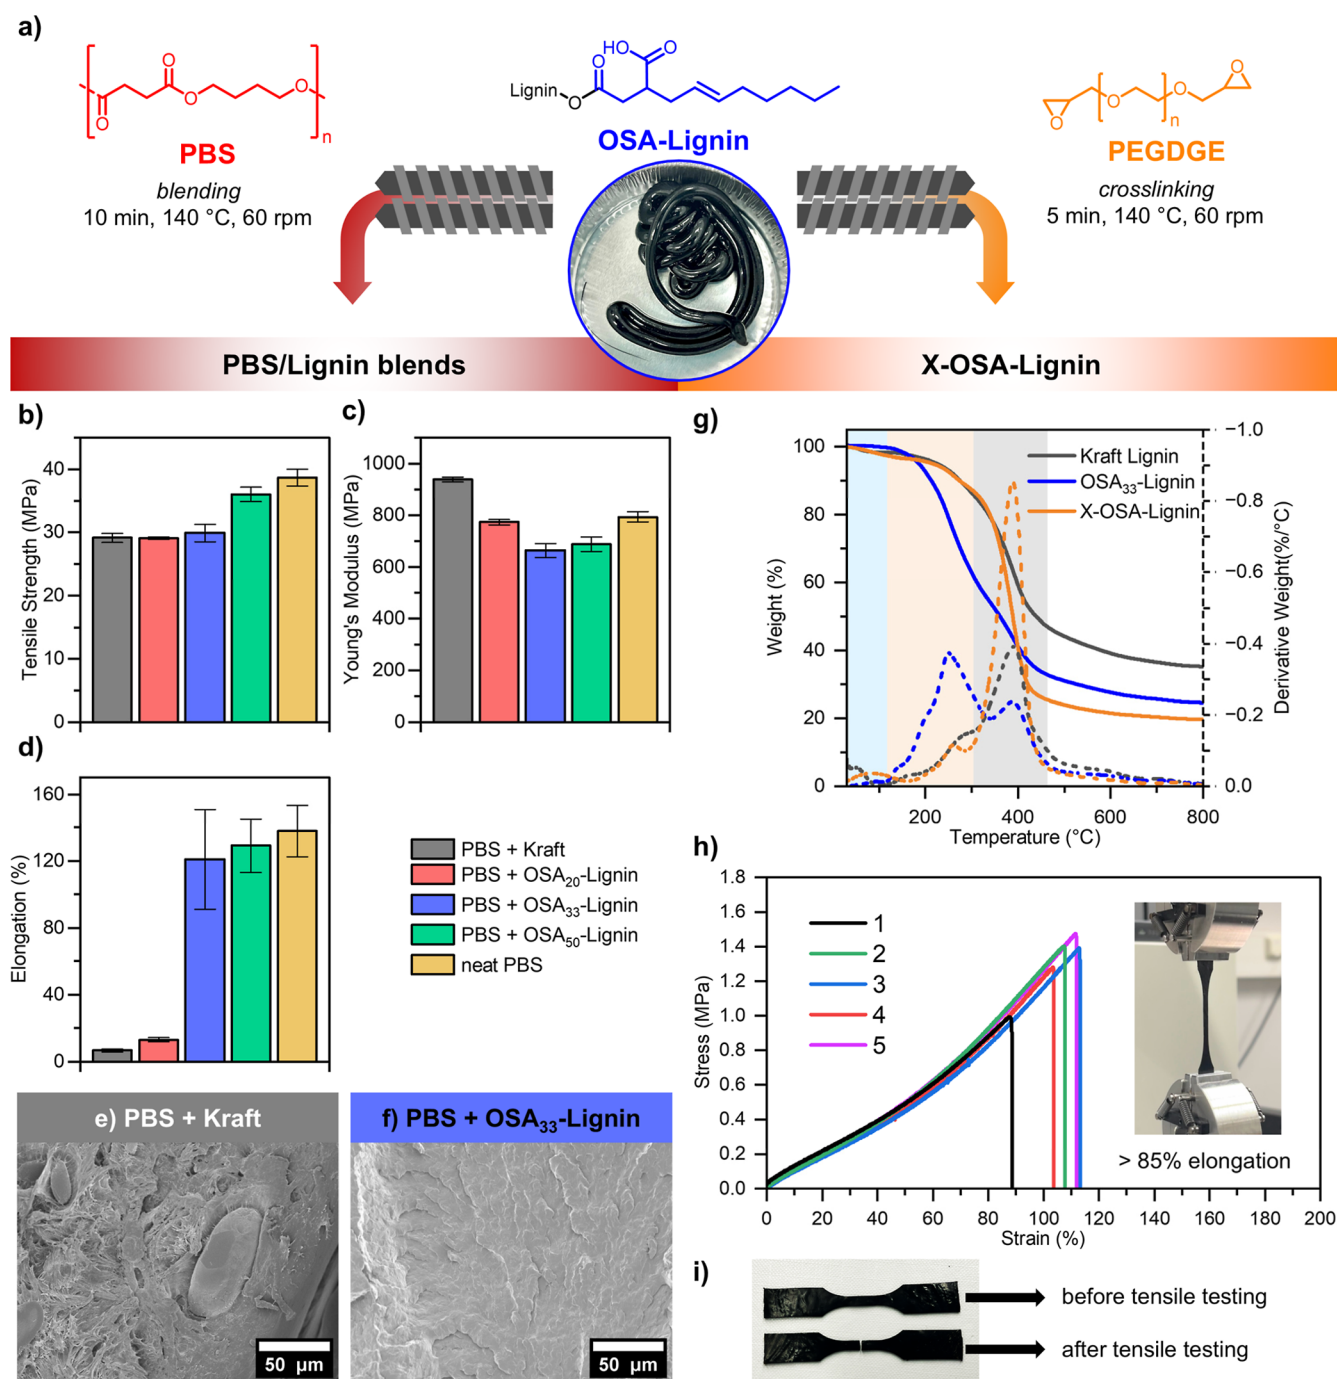 a)
O
O
O
O
n
PBS
blending
10 min, 140 °C, 60 rpm
HO
O
O
Lignin
O
OSA-Lignin
O
O
O
O
n
PEGDGE
crosslinking
5 min, 140 °C, 60 rpm
PBS/Lignin blends
X-OSA-Lignin
b)
Tensile Strength (MPa)
40
30
20
10
0
c)
Young's Modulus (MPa)
1000
800
600
400
200
0
d)
Elongation (%)
160
120
80
40
0
PBS + Kraft
PBS + OSA20-Lignin
PBS + OSA33-Lignin
PBS + OSA50-Lignin
neat PBS
e) PBS + Kraft
50 µm
f) PBS + OSA33-Lignin
50 µm
g)
Weight (%)
100
80
60
40
20
0
Kraft Lignin
OSA33-Lignin
X-OSA-Lignin
−1.0
−0.8
−0.6
−0.4
−0.2
0.0
Derivative Weight(%/°C)
200 400 600 800
Temperature (°C)
h)
Stress (MPa)
1.8
1.6
1.4
1.2
1.0
0.8
0.6
0.4
0.2
0.0
1
2
3
4
5
> 85% elongation
0 20 40 60 80 100 120 140 160 180 200
Strain (%)
i)
before tensile testing
after tensile testing